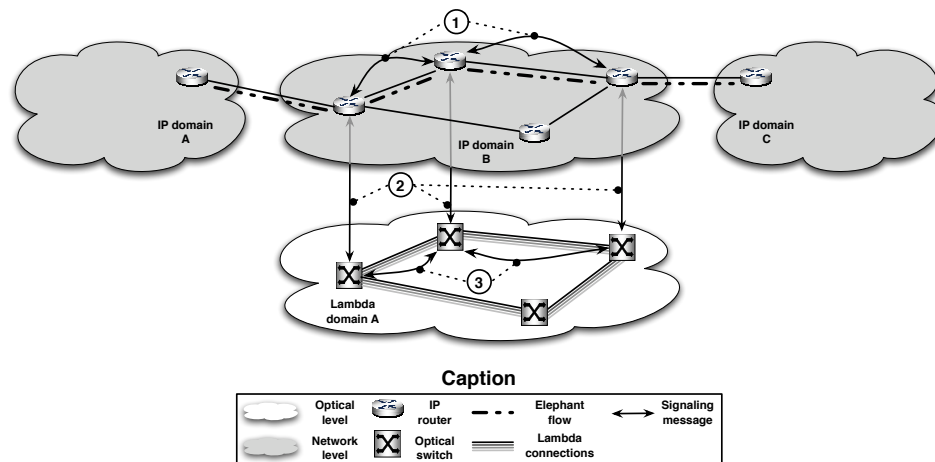 1
IP domain
A
IP domain
B
IP domain
C
2
3
Lambda
domain A
Caption
Optical
level
IP
router
Elephant
flow
Signaling
message
Network
level
Optical
switch
Lambda
connections